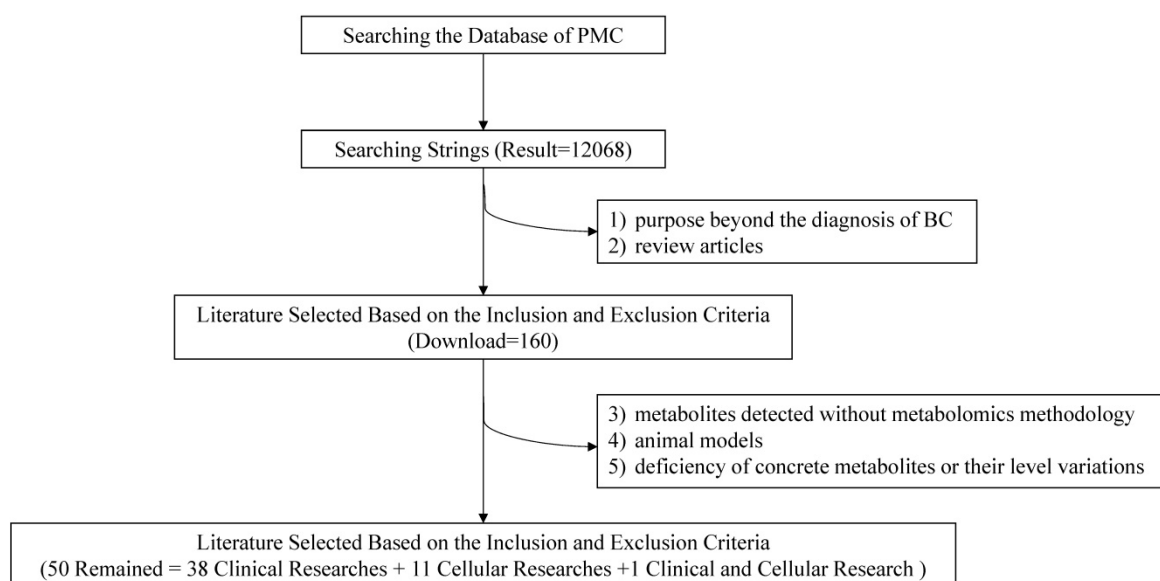 Searching the Database of PMC
Searching Strings (Result=12068)
1) purpose beyond the diagnosis of BC
2) review articles
Literature Selected Based on the Inclusion and Exclusion Criteria
(Download=160)
3) metabolites detected without metabolomics methodology
4) animal models
5) deficiency of concrete metabolites or their level variations
Literature Selected Based on the Inclusion and Exclusion Criteria
(50 Remained = 38 Clinical Researches + 11 Cellular Researches +1 Clinical and Cellular Research )